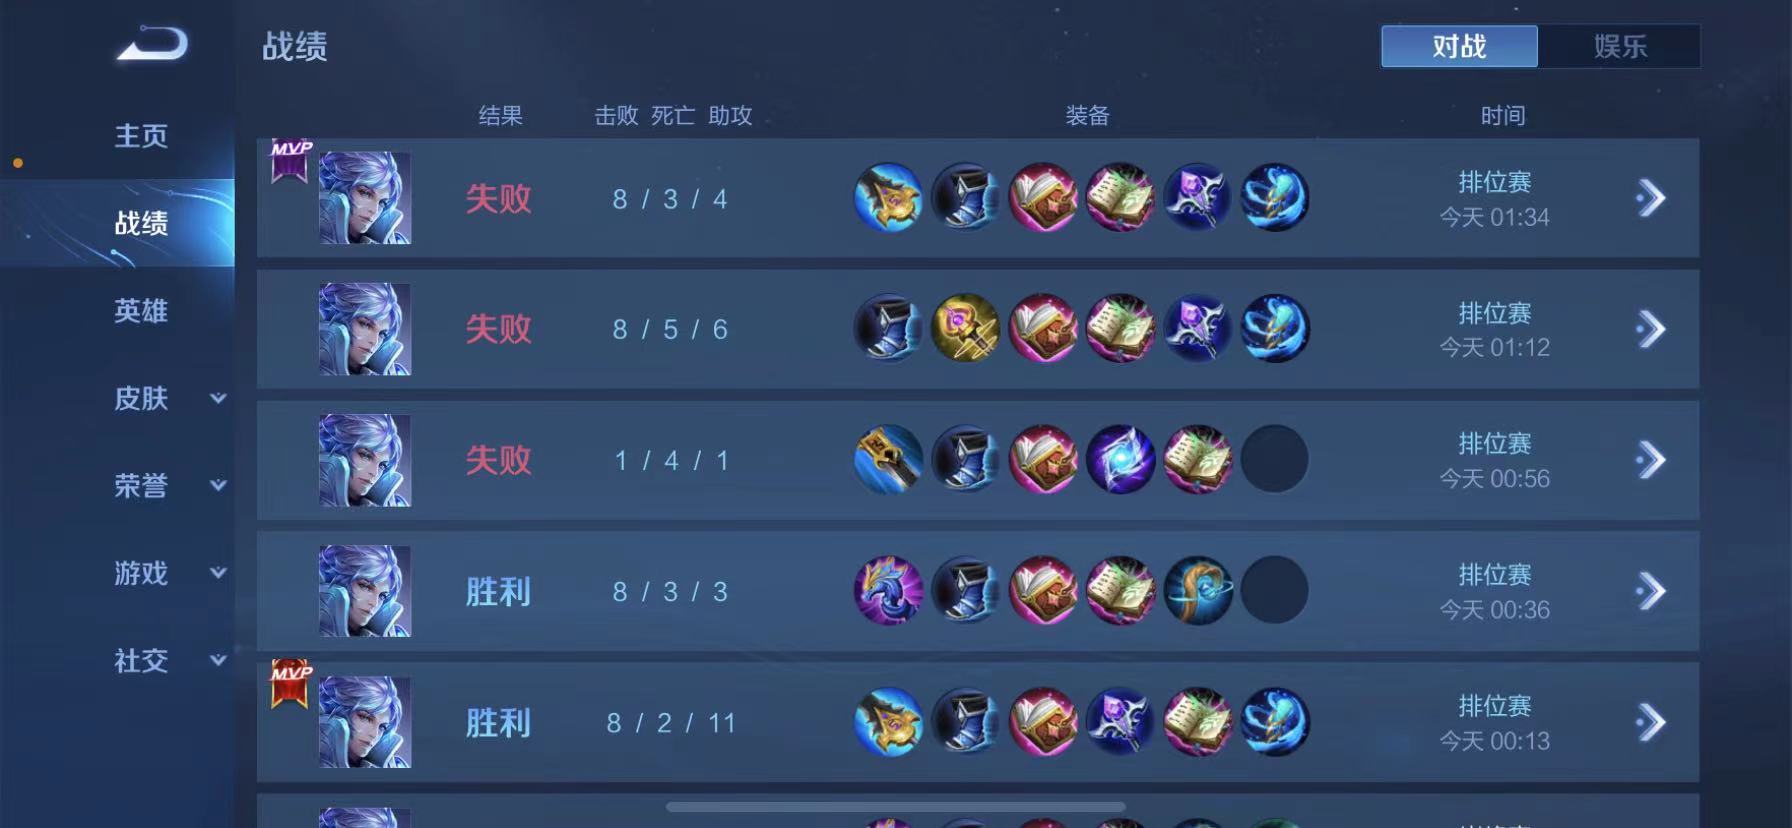 战绩
对战
娱乐
主页
战绩
英雄
皮肤
荣誉
游戏
社交
结果
击败 死亡 助攻
装备
时间
MVP
失败
8 / 3 / 4
排位赛
今天 01:34
失败
8 / 5 / 6
排位赛
今天 01:12
失败
1 / 4 / 1
排位赛
今天 00:56
胜利
8 / 3 / 3
排位赛
今天 00:36
MVP
胜利
8 / 2 / 11
排位赛
今天 00:13